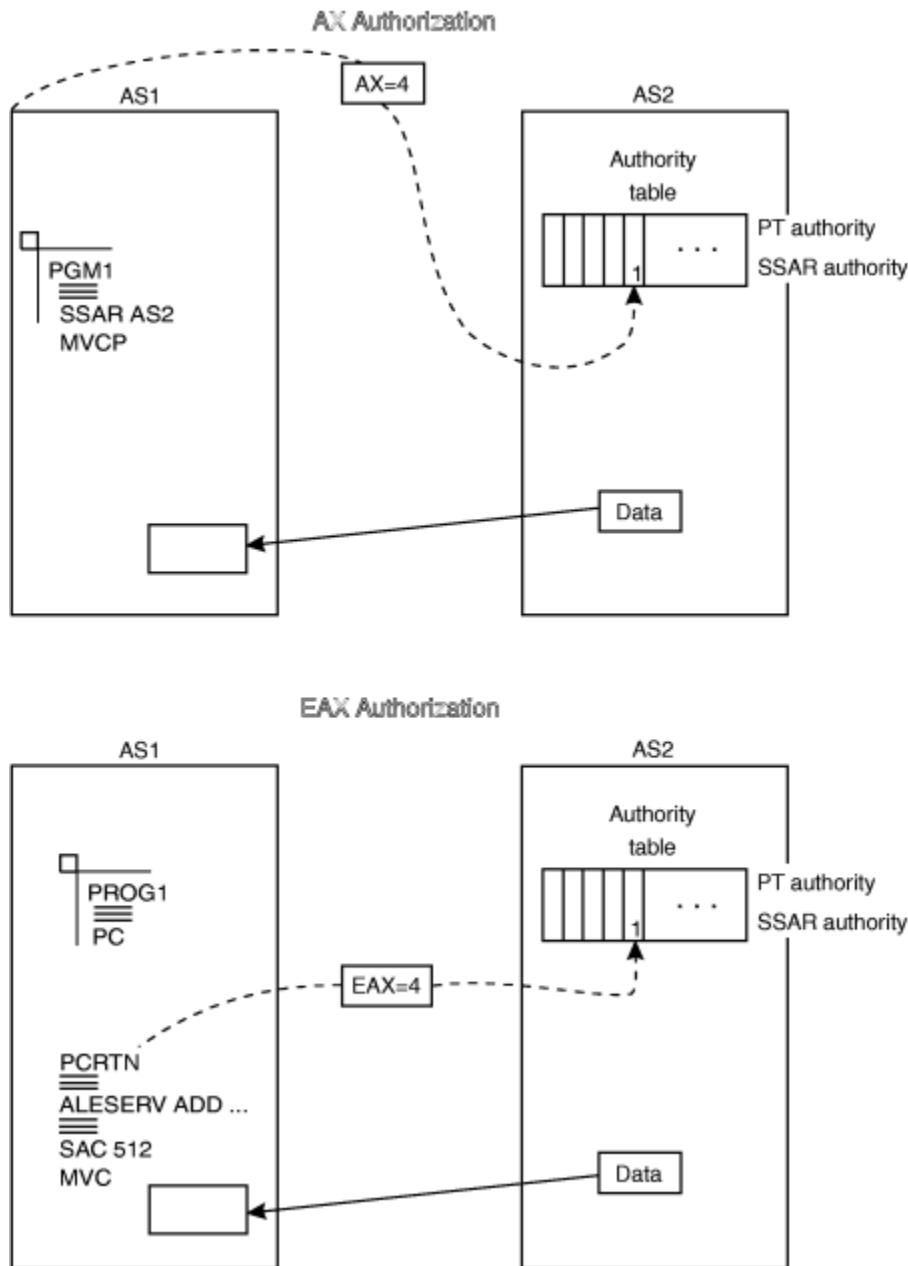 AX Authorization
AX=4
AS1
AS2
Authority
table
PT authority
1
. . .
SSAR authority
PGM1
SSAR AS2
MVCP
Data
EAX Authorization
AS1
AS2
Authority
table
PT authority
1
. . .
SSAR authority
PROG1
PC
EAX=4
PCRTN
ALESERV ADD ...
SAC 512
MVC
Data